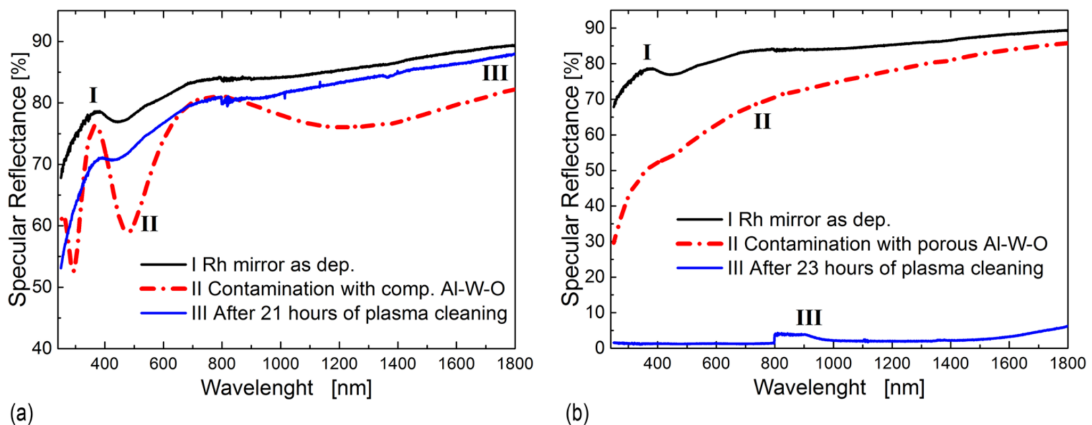 Specular Reflectance [%]
90
80
70
60
50
40
I
II
III
I Rh mirror as dep.
II Contamination with comp. Al-W-O
III After 21 hours of plasma cleaning
400 600 800 1000 1200 1400 1600 1800
Wavelenght [nm]
(a)
Specular Reflectance [%]
90
80
70
60
50
40
30
20
10
0
I
II
I Rh mirror as dep.
II Contamination with porous Al-W-O
III After 23 hours of plasma cleaning
III
400 600 800 1000 1200 1400 1600 1800
Wavelenght [nm]
(b)